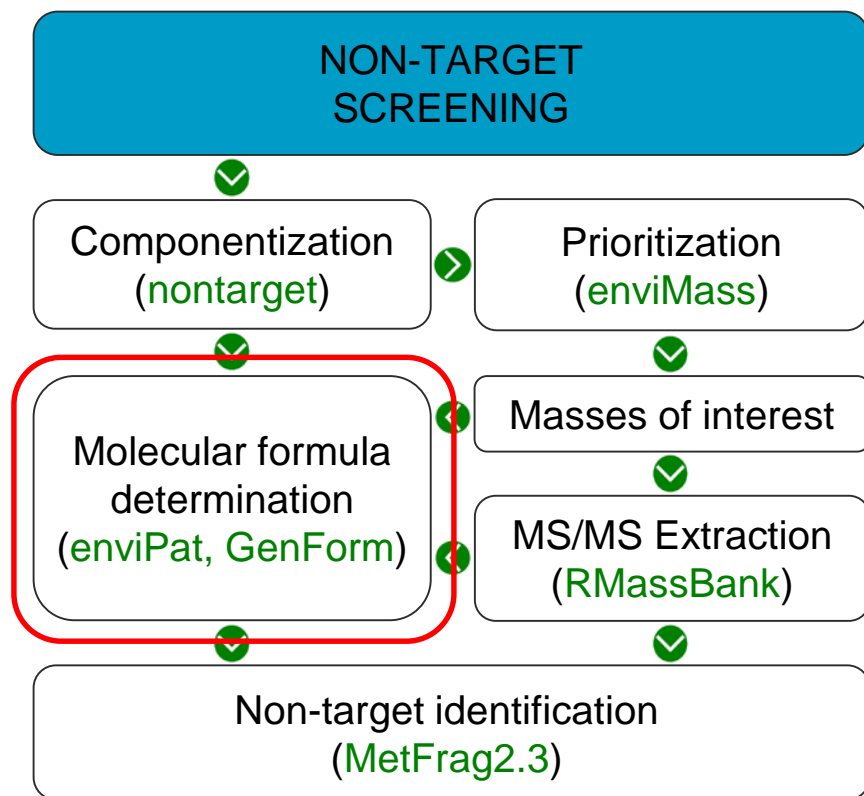 NON-TARGET
SCREENING
Componentization
(nontarget)
Prioritization
(enviMass)
Masses of interest
Molecular formula
determination
(enviPat, GenForm)
MS/MS Extraction
(RMassBank)
Non-target identification
(MetFrag2.3)